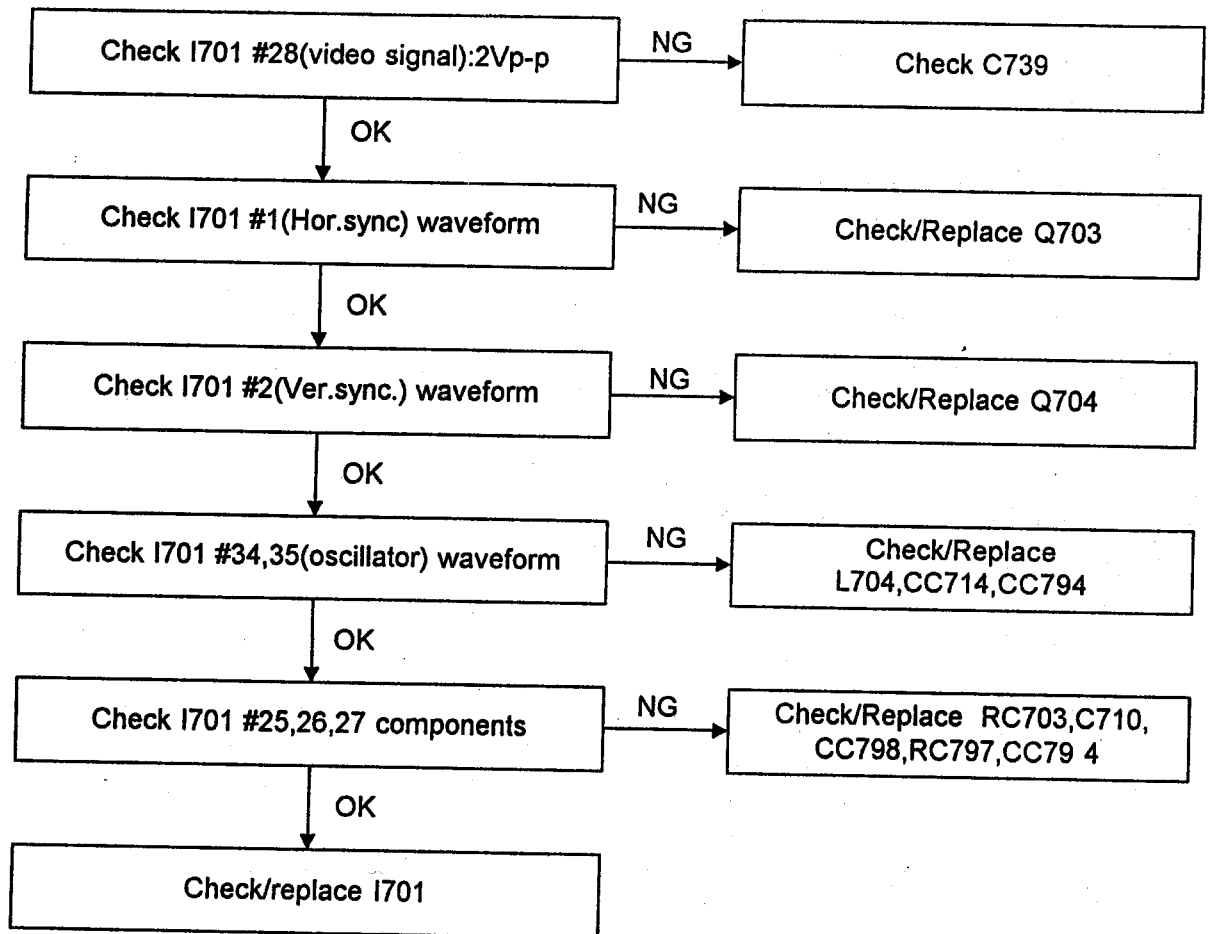 Check I701 #28(video signal):2Vp-p
NG
Check C739
OK
Check I701 #1(Hor.sync) waveform
NG
Check/Replace Q703
OK
Check I701 #2(Ver.sync.) waveform
NG
Check/Replace Q704
OK
Check I701 #34,35(oscillator) waveform
NG
Check/Replace
L704,CC714,CC794
OK
Check I701 #25,26,27 components
NG
Check/Replace RC703,C710,
CC798,RC797,CC79 4
OK
Check/replace I701